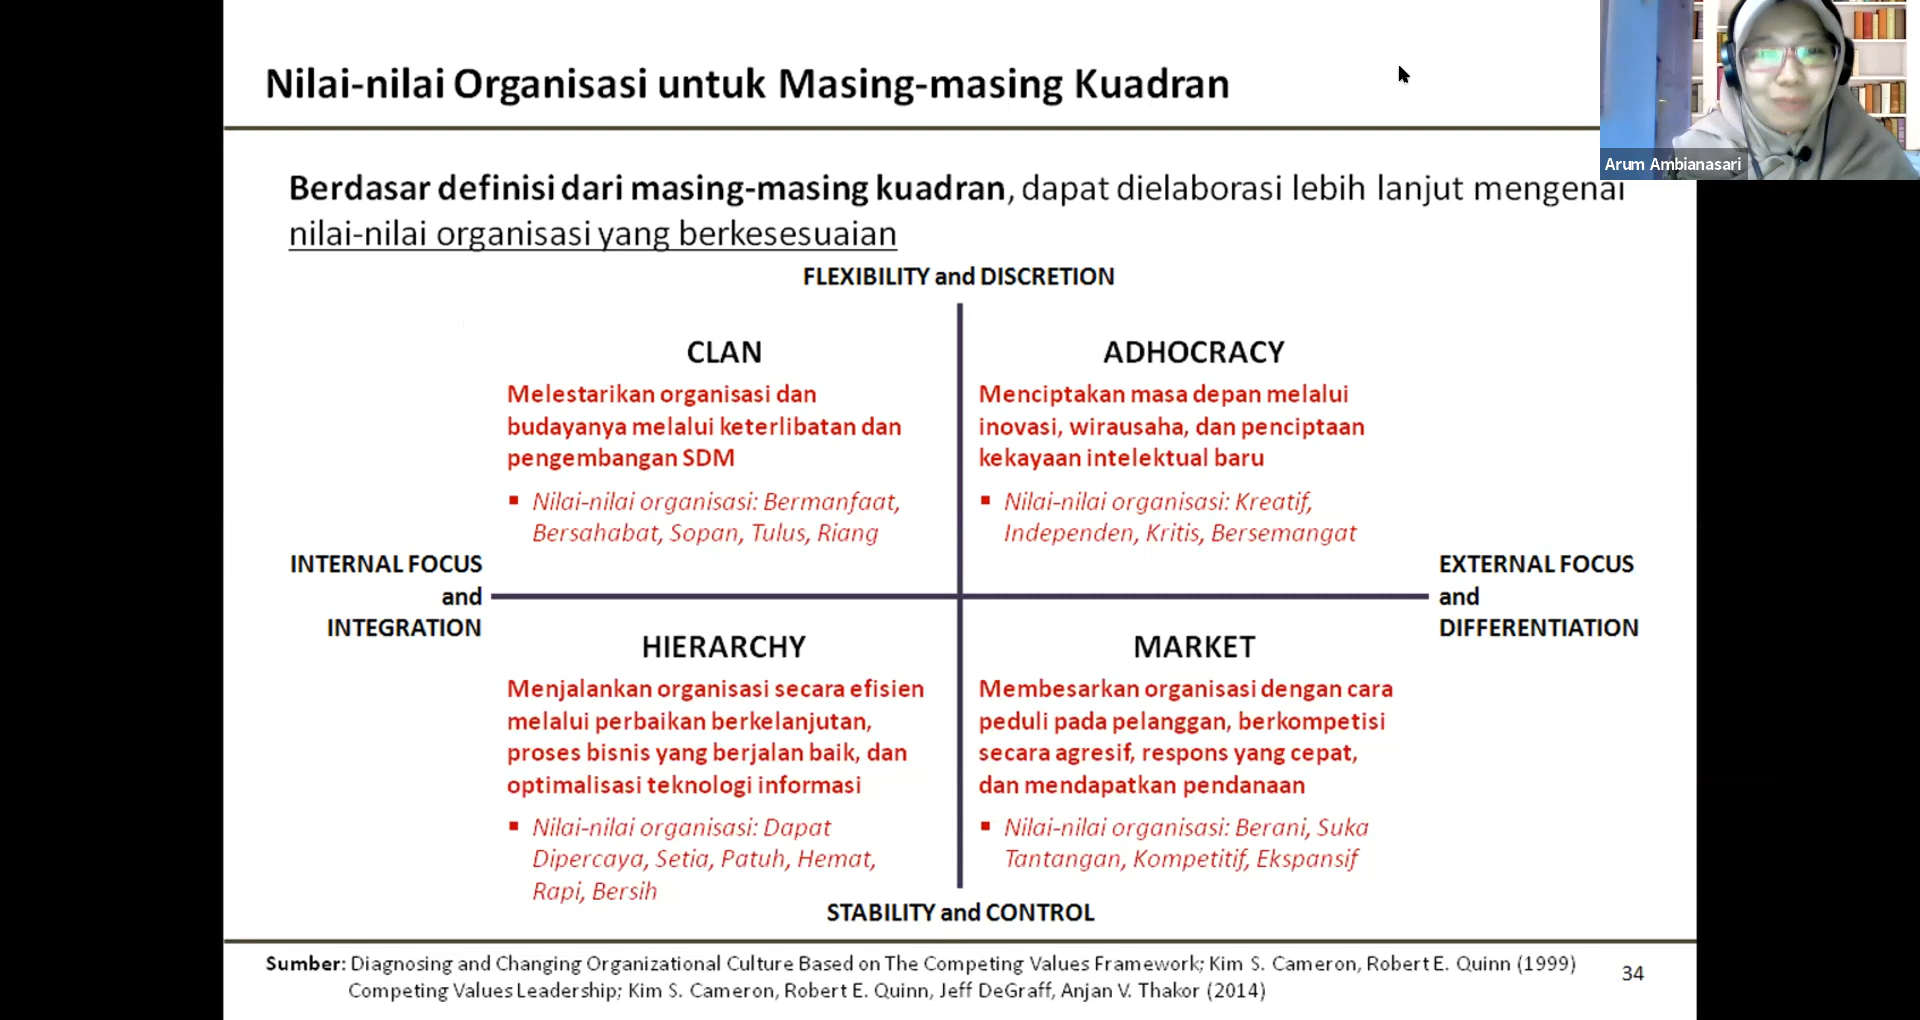 Nilai-nilai Organisasi untuk Masing-masing Kuadran
Arum Ambianasari
Berdasar definisi dari masing-masing kuadran, dapat dielaborasi lebih lanjut mengenai
nilai-nilai organisasi yang berkesesuaian
FLEXIBILITY and DISCRETION
CLAN
Melestarikan organisasi dan
budayanya melalui keterlibatan dan
pengembangan SDM
▪ Nilai-nilai organisasi: Bermanfaat,
Bersahabat, Sopan, Tulus, Riang
ADHOCRACY
Menciptakan masa depan melalui
inovasi, wirausaha, dan penciptaan
kekayaan intelektual baru
▪ Nilai-nilai organisasi: Kreatif,
Independen, Kritis, Bersemangat
INTERNAL FOCUS
and
INTEGRATION
EXTERNAL FOCUS
and
DIFFERENTIATION
HIERARCHY
Menjalankan organisasi secara efisien
melalui perbaikan berkelanjutan,
proses bisnis yang berjalan baik, dan
optimalisasi teknologi informasi
▪ Nilai-nilai organisasi: Dapat
Dipercaya, Setia, Patuh, Hemat,
Rapi, Bersih
MARKET
Membesarkan organisasi dengan cara
peduli pada pelanggan, berkompetisi
secara agresif, respons yang cepat,
dan mendapatkan pendanaan
▪ Nilai-nilai organisasi: Berani, Suka
Tantangan, Kompetitif, Ekspansif
STABILITY and CONTROL
Sumber: Diagnosing and Changing Organizational Culture Based on The Competing Values Framework; Kim S. Cameron, Robert E. Quinn (1999)
Competing Values Leadership; Kim S. Cameron, Robert E. Quinn, Jeff DeGraff, Anjan V. Thakor (2014)
34